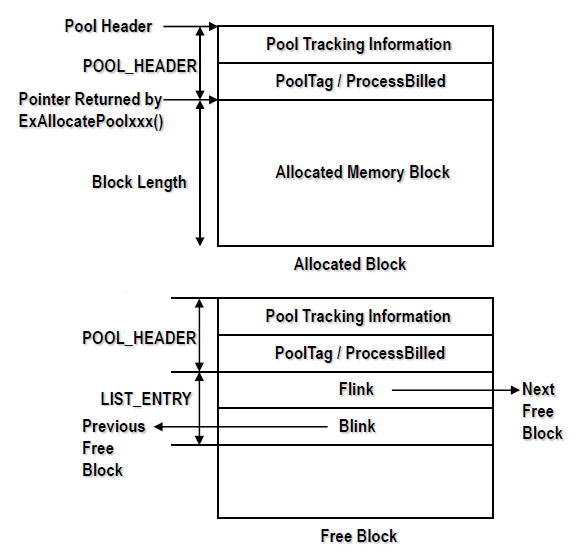 Pool Header
Pool Tracking Information
POOL_HEADER
PoolTag / ProcessBilled
Pointer Returned by
ExAllocatePoolxxx()
Allocated Memory Block
Block Length
Allocated Block
Pool Tracking Information
POOL_HEADER
PoolTag / ProcessBilled
Flink
Next
Free
Block
LIST_ENTRY
Blink
Previous
Free
Block
Free Block